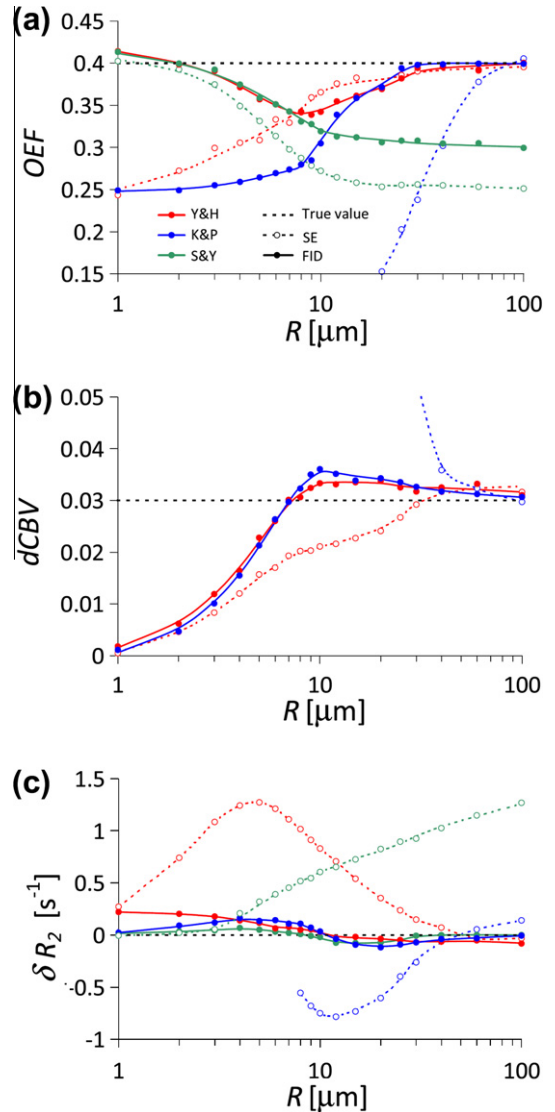 (a)
0.45
0.4
0.35
0.3
0.25
0.2
0.15
OEF
Y&H
K&P
S&Y
True value
SE
FID
1
10
100
R [μm]
(b)
0.05
0.04
0.03
0.02
0.01
0
dCBV
1
10
100
R [μm]
(c)
1.5
1
0.5
0
-0.5
-1
δ R₂ [s⁻¹]
1
10
100
R [μm]